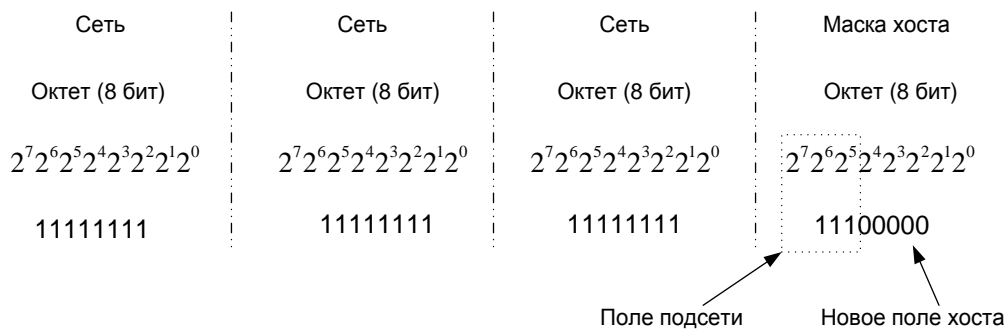 Сеть Сеть Сеть Маска хоста
Октет (8 бит) Октет (8 бит) Октет (8 бит) Октет (8 бит)
2⁷2⁶2⁵2⁴2³2²2¹2⁰ 2⁷2⁶2⁵2⁴2³2²2¹2⁰ 2⁷2⁶2⁵2⁴2³2²2¹2⁰ 2⁷2⁶2⁵2⁴2³2²2¹2⁰
11111111 11111111 11111111 11100000
Поле подсети Новое поле хоста